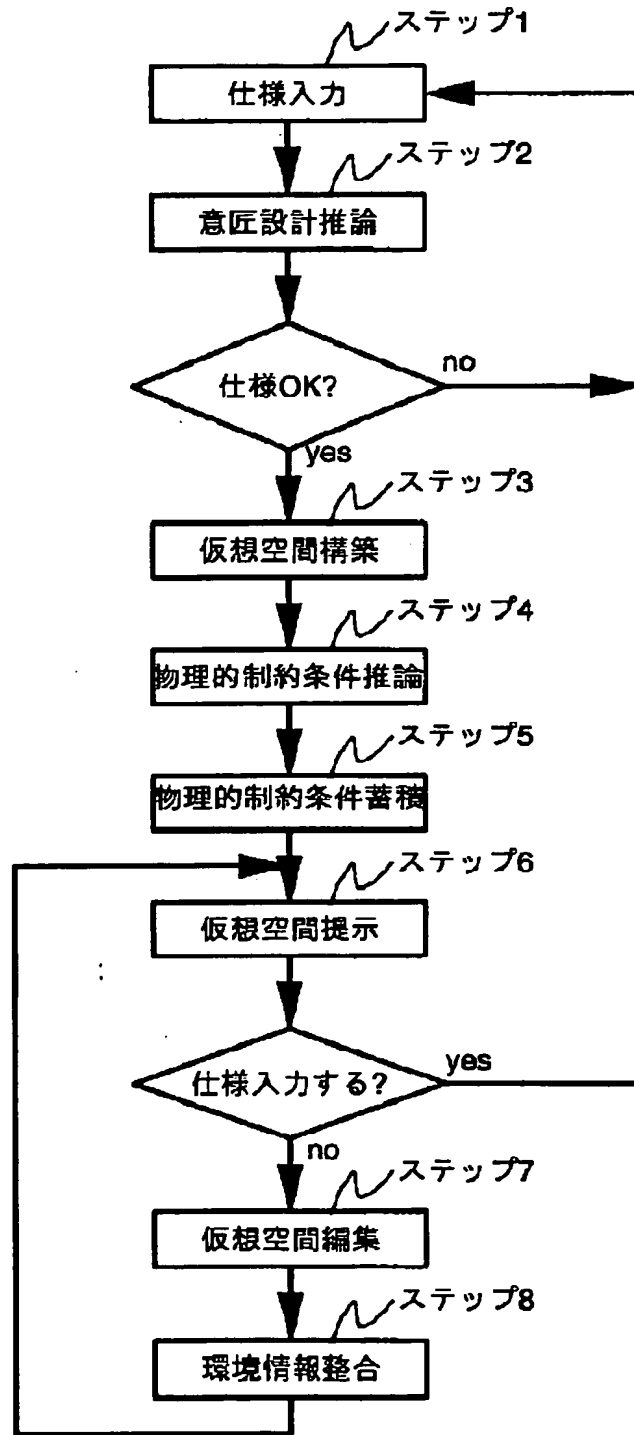 ステップ1
仕様入力
ステップ2
意匠設計推論
仕様OK?
no
yes
ステップ3
仮想空間構築
ステップ4
物理的制約条件推論
ステップ5
物理的制約条件蓄積
ステップ6
仮想空間提示
仕様入力する?
yes
no
ステップ7
仮想空間編集
ステップ8
環境情報整合